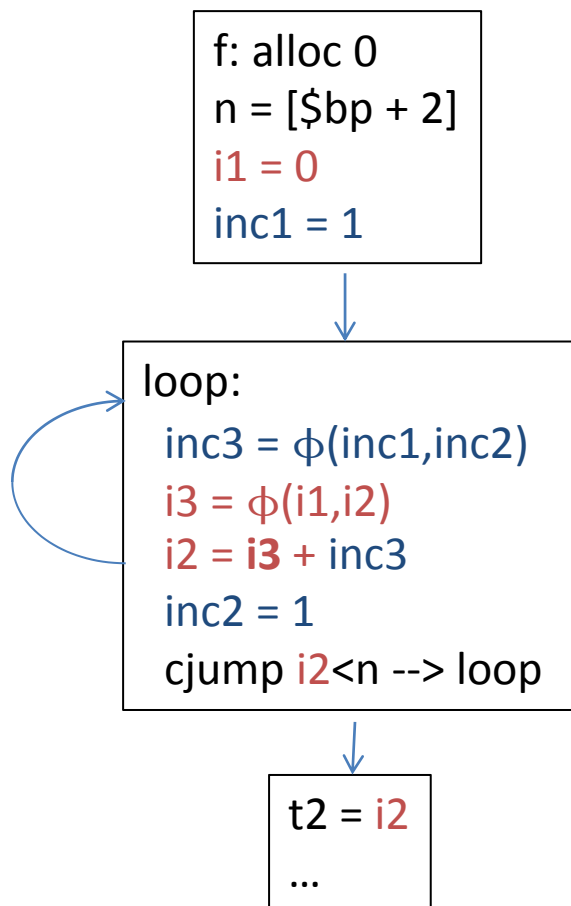 f: alloc 0
n = [$bp + 2]
i1 = 0
inc1 = 1
loop:
inc3 = ϕ(inc1,inc2)
i3 = ϕ(i1,i2)
i2 = i3 + inc3
inc2 = 1
cjump i2<n --> loop
t2 = i2
...